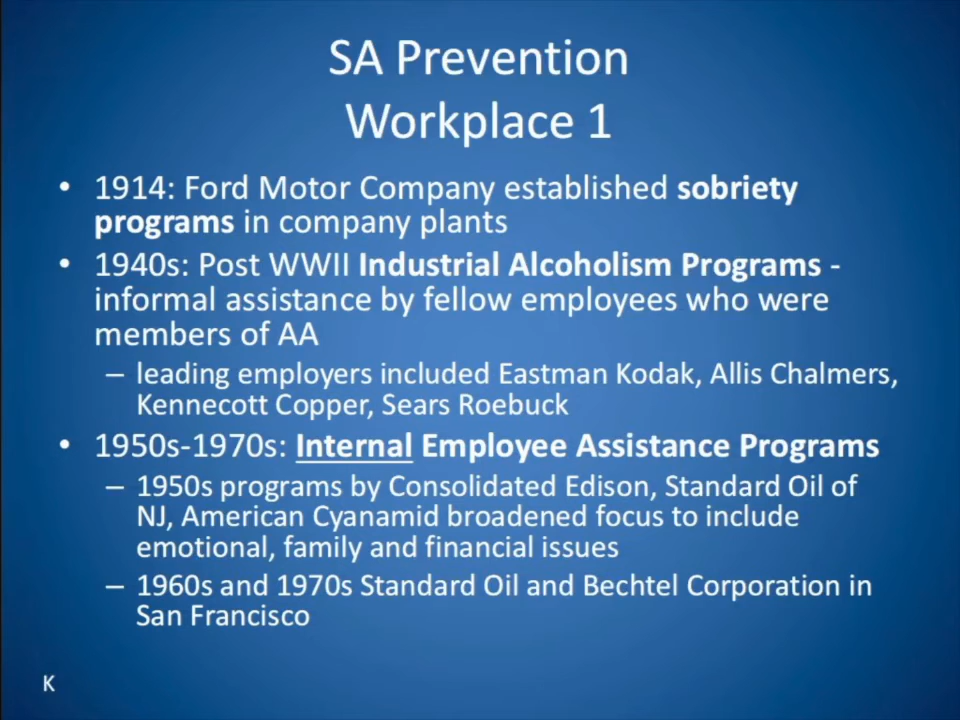 SA Prevention
Workplace 1
• 1914: Ford Motor Company established sobriety
programs in company plants
• 1940s: Post WWII Industrial Alcoholism Programs -
informal assistance by fellow employees who were
members of AA
– leading employers included Eastman Kodak, Allis Chalmers,
Kennecott Copper, Sears Roebuck
• 1950s-1970s: Internal Employee Assistance Programs
– 1950s programs by Consolidated Edison, Standard Oil of
NJ, American Cyanamid broadened focus to include
emotional, family and financial issues
– 1960s and 1970s Standard Oil and Bechtel Corporation in
San Francisco
K